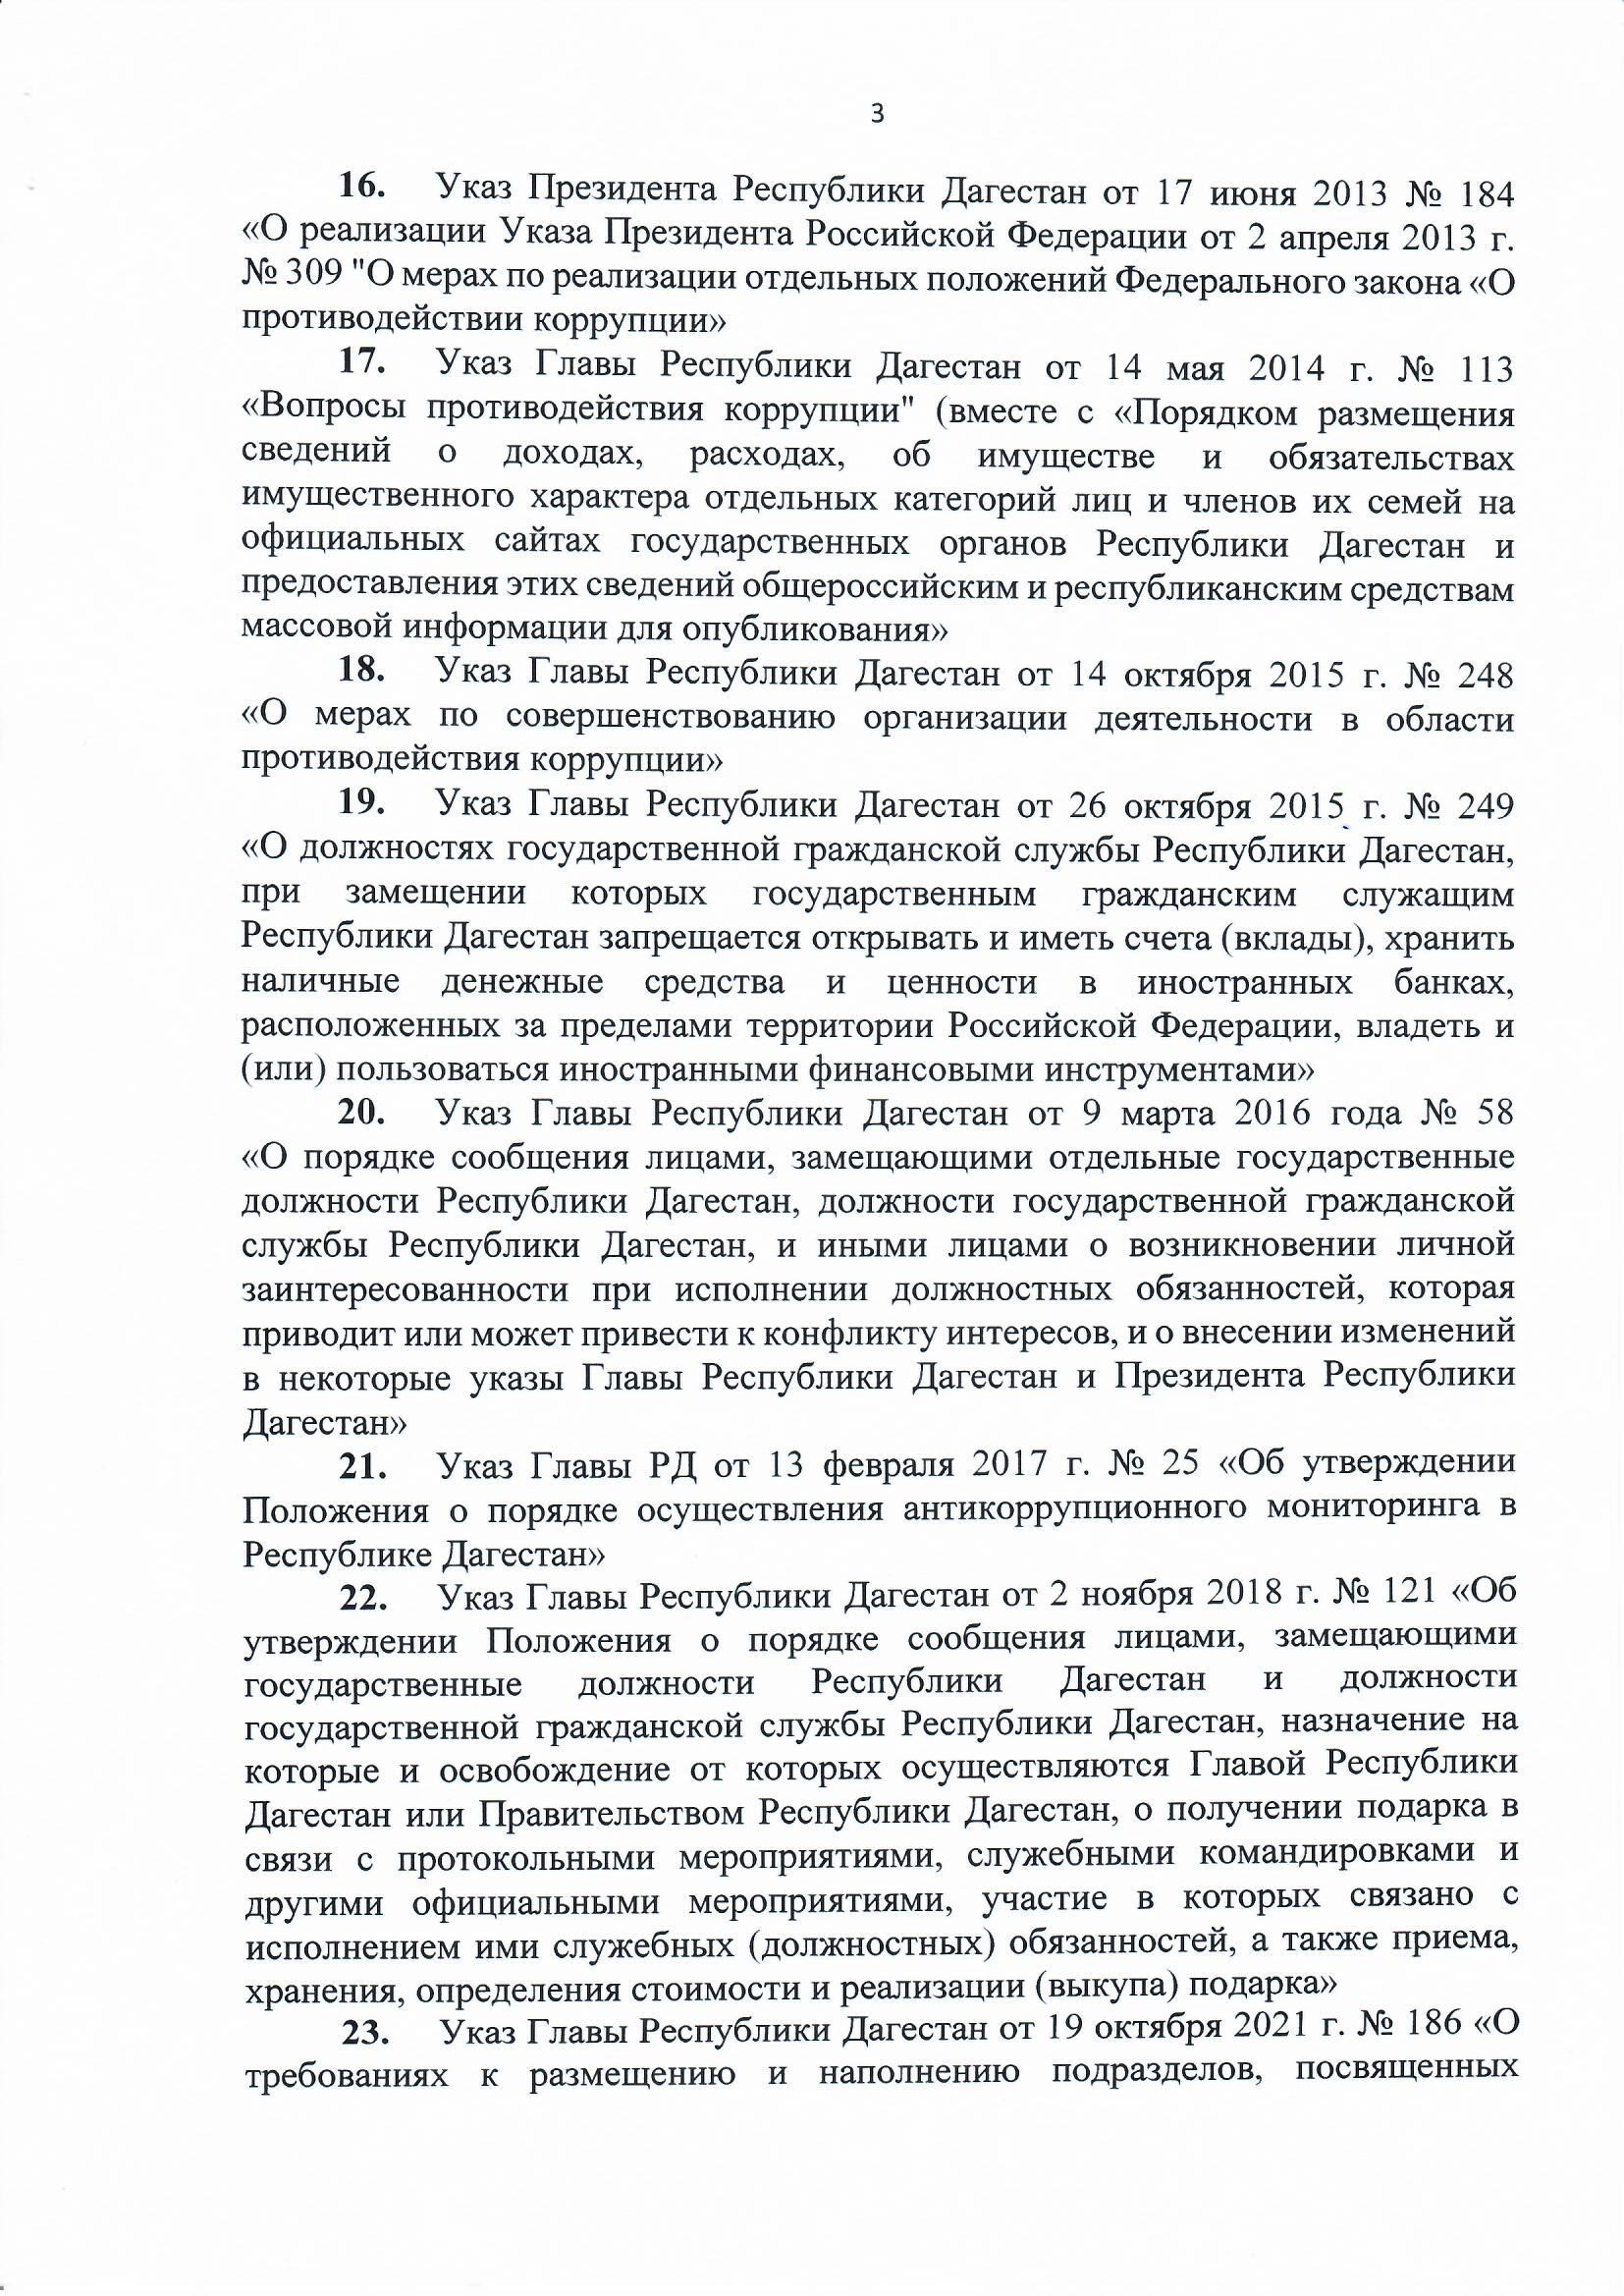 3
16. Указ Президента Республики Дагестан от 17 июня 2013 № 184
«О реализации Указа Президента Российской Федерации от 2 апреля 2013 г.
№ 309 "О мерах по реализации отдельных положений Федерального закона «О
противодействии коррупции»
17. Указ Главы Республики Дагестан от 14 мая 2014 г. № 113
«Вопросы противодействия коррупции" (вместе с «Порядком размещения
сведений о доходах, расходах, об имуществе и обязательствах
имущественного характера отдельных категорий лиц и членов их семей на
официальных сайтах государственных органов Республики Дагестан и
предоставления этих сведений общероссийским и республиканским средствам
массовой информации для опубликования»
18. Указ Главы Республики Дагестан от 14 октября 2015 г. № 248
«О мерах по совершенствованию организации деятельности в области
противодействия коррупции»
19. Указ Главы Республики Дагестан от 26 октября 2015 г. № 249
«О должностях государственной гражданской службы Республики Дагестан,
при замещении которых государственным гражданским служащим
Республики Дагестан запрещается открывать и иметь счета (вклады), хранить
наличные денежные средства и ценности в иностранных банках,
расположенных за пределами территории Российской Федерации, владеть и
(или) пользоваться иностранными финансовыми инструментами»
20. Указ Главы Республики Дагестан от 9 марта 2016 года № 58
«О порядке сообщения лицами, замещающими отдельные государственные
должности Республики Дагестан, должности государственной гражданской
службы Республики Дагестан, и иными лицами о возникновении личной
заинтересованности при исполнении должностных обязанностей, которая
приводит или может привести к конфликту интересов, и о внесении изменений
в некоторые указы Главы Республики Дагестан и Президента Республики
Дагестан»
21. Указ Главы РД от 13 февраля 2017 г. № 25 «Об утверждении
Положения о порядке осуществления антикоррупционного мониторинга в
Республике Дагестан»
22. Указ Главы Республики Дагестан от 2 ноября 2018 г. № 121 «Об
утверждении Положения о порядке сообщения лицами, замещающими
государственные должности Республики Дагестан и должности
государственной гражданской службы Республики Дагестан, назначение на
которые и освобождение от которых осуществляются Главой Республики
Дагестан или Правительством Республики Дагестан, о получении подарка в
связи с протокольными мероприятиями, служебными командировками и
другими официальными мероприятиями, участие в которых связано с
исполнением ими служебных (должностных) обязанностей, а также приема,
хранения, определения стоимости и реализации (выкупа) подарка»
23. Указ Главы Республики Дагестан от 19 октября 2021 г. № 186 «О
требованиях к размещению и наполнению подразделов, посвященных